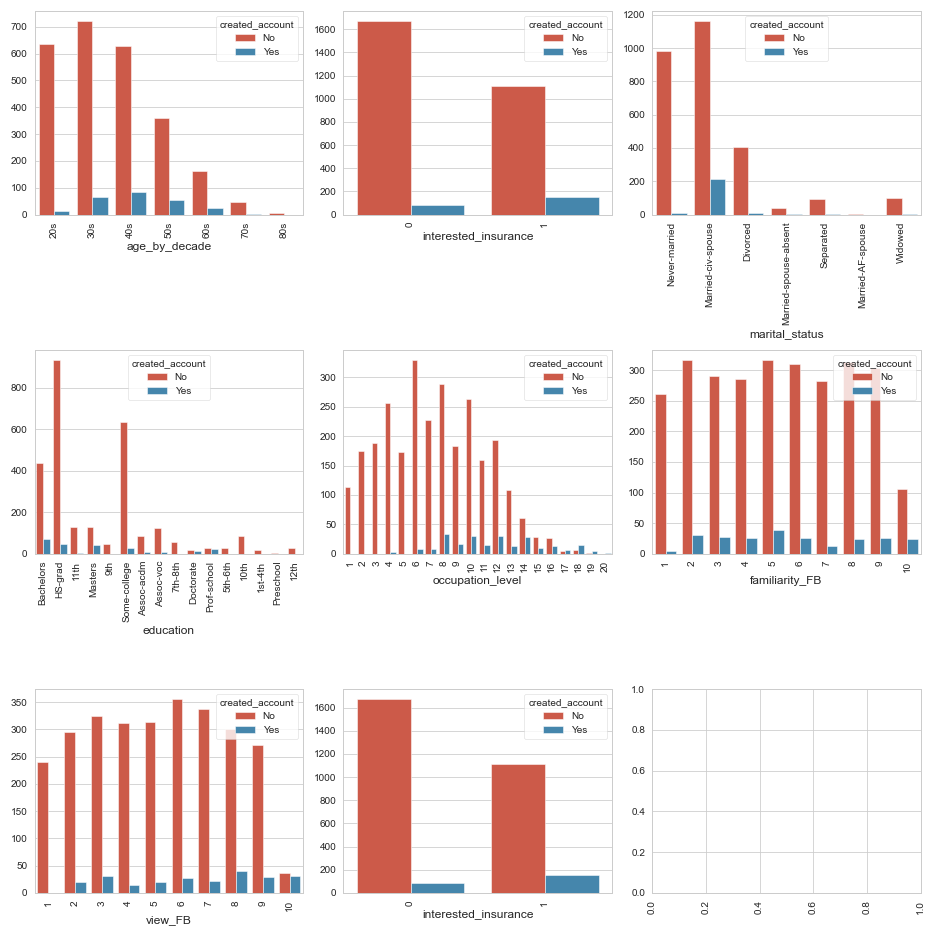 created_account
No
Yes
700
600
500
400
300
200
100
0
20s
30s
40s
50s
60s
70s
80s
age_by_decade
created_account
No
Yes
1600
1400
1200
1000
800
600
400
200
0
0
1
interested_insurance
created_account
No
Yes
1200
1000
800
600
400
200
0
Never-married
Married-civ-spouse
Divorced
Married-spouse-absent
Separated
Married-AF-spouse
Widowed
marital_status
created_account
No
Yes
800
600
400
200
0
Bachelors
HS-grad
11th
Masters
9th
Some-college
Assoc-acdm
Assoc-voc
7th-8th
Doctorate
Prof-school
5th-6th
10th
1st-4th
Preschool
12th
education
created_account
No
Yes
350
300
250
200
150
100
50
0
1
2
3
4
5
6
7
8
9
10
11
12
13
14
15
16
17
18
19
20
occupation_level
created_account
No
Yes
300
250
200
150
100
50
0
1
2
3
4
5
6
7
8
9
10
familiarity_FB
created_account
No
Yes
350
300
250
200
150
100
50
0
1
2
3
4
5
6
7
8
9
10
view_FB
created_account
No
Yes
1600
1400
1200
1000
800
600
400
200
0
0
1
interested_insurance
1.0
0.8
0.6
0.4
0.2
0.0
0.0
0.2
0.4
0.6
0.8
1.0